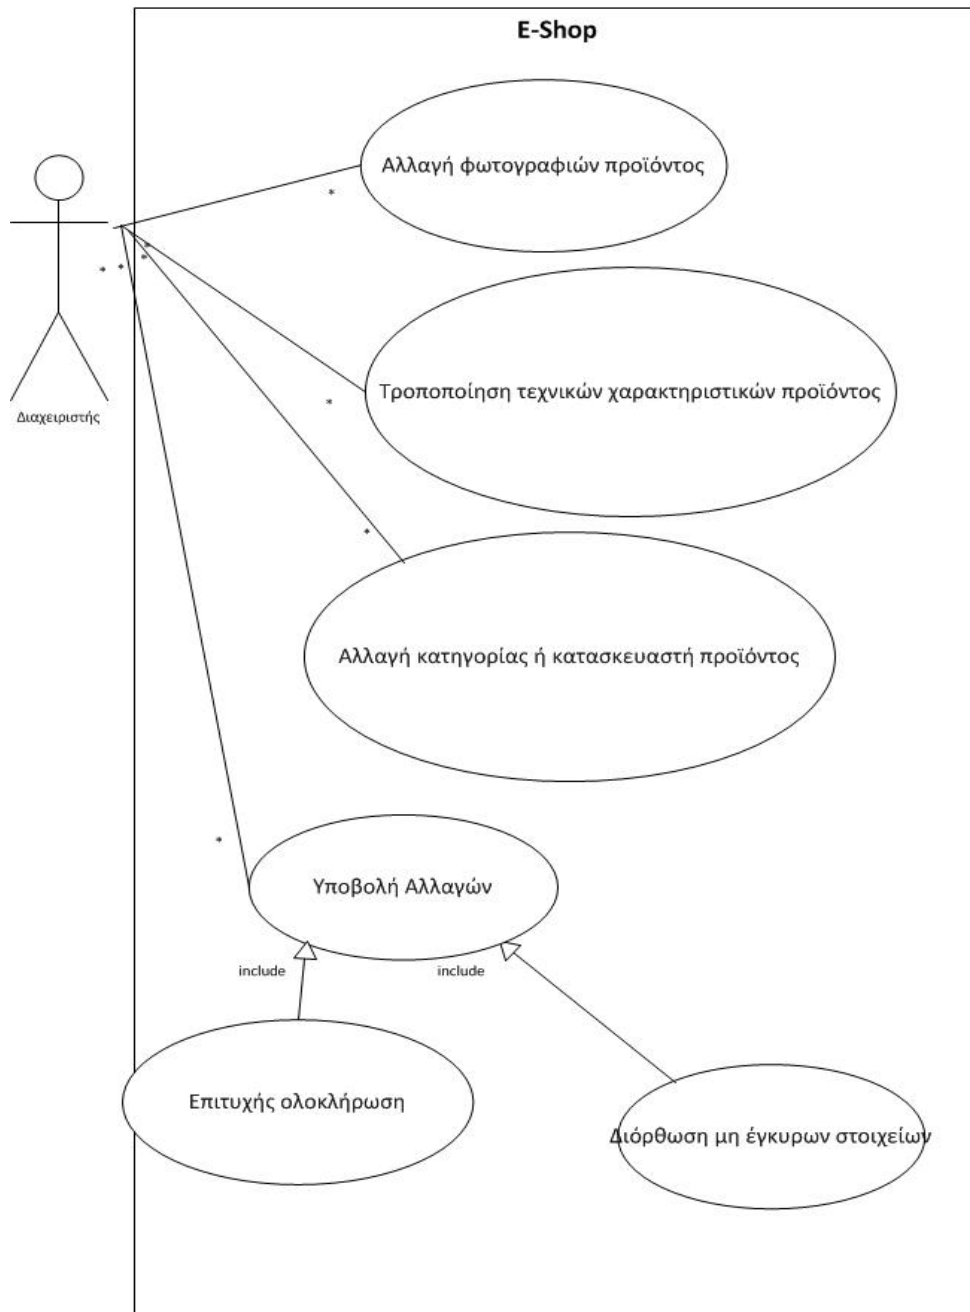 E-Shop
Αλλαγή φωτογραφιών προϊόντος
*
*
*
*
*
Τροποποίηση τεχνικών χαρακτηριστικών προϊόντος
*
Διαχειριστής
*
Αλλαγή κατηγορίας ή κατασκευαστή προϊόντος
*
Υποβολή Αλλαγών
include
include
Επιτυχής ολοκλήρωση
Διόρθωση μη έγκυρων στοιχείων